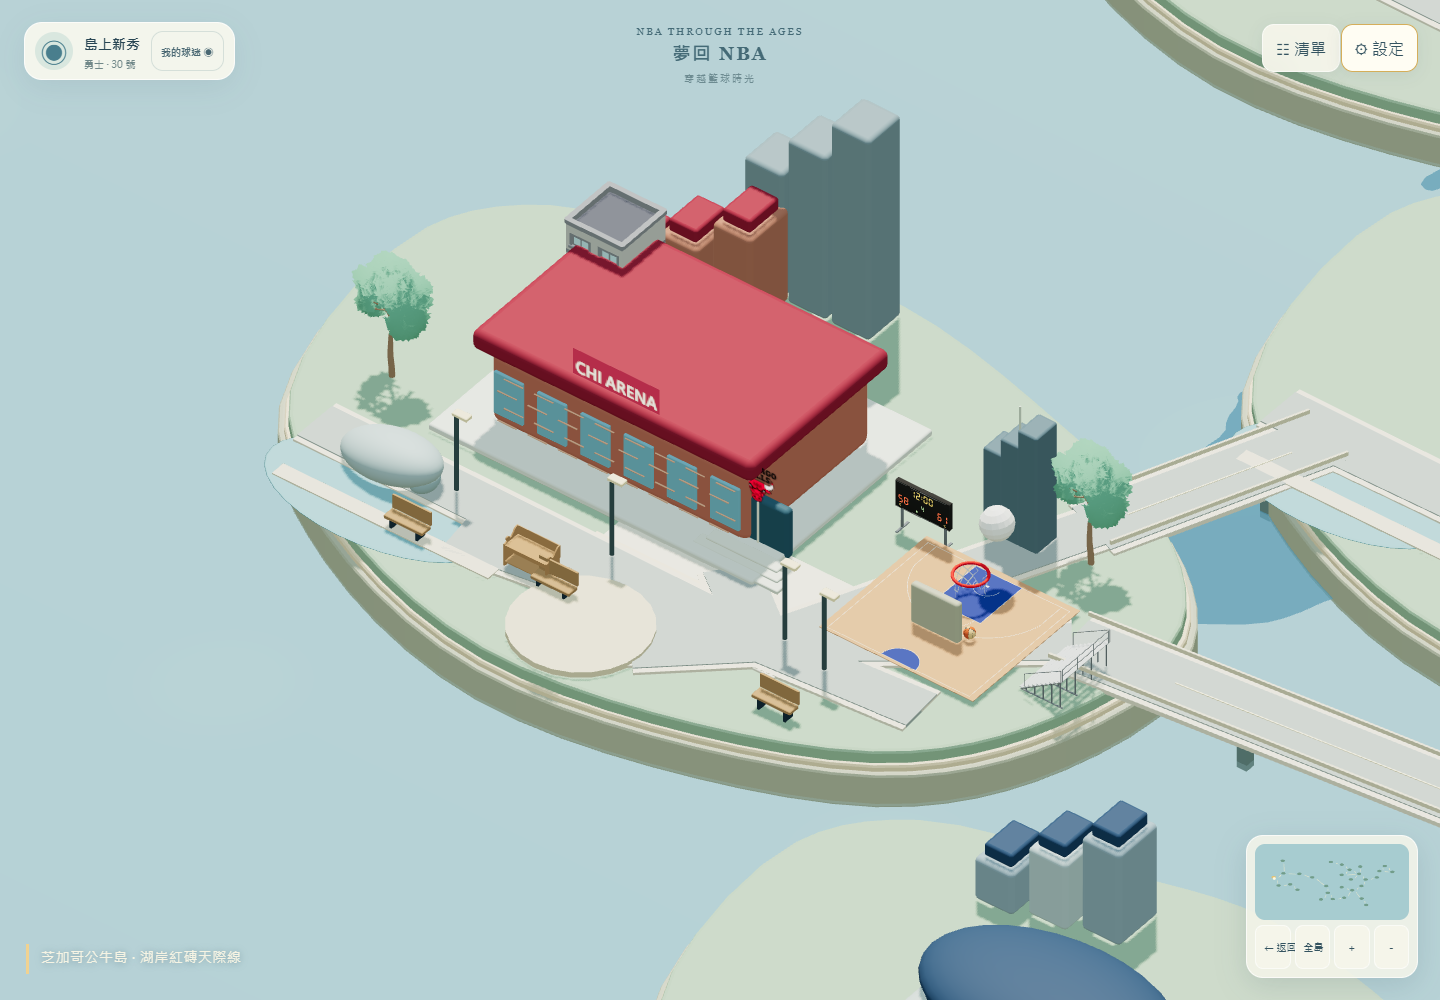 島上新秀
勇士 · 30 號
我的球迷 ◉
NBA THROUGH THE AGES
夢回 NBA
穿越籃球時光
☷ 清單
⚙ 設定
CHI ARENA
12:00
58
4
61
芝加哥公牛島 · 湖岸紅磚天際線
← 返回
全島
+
-